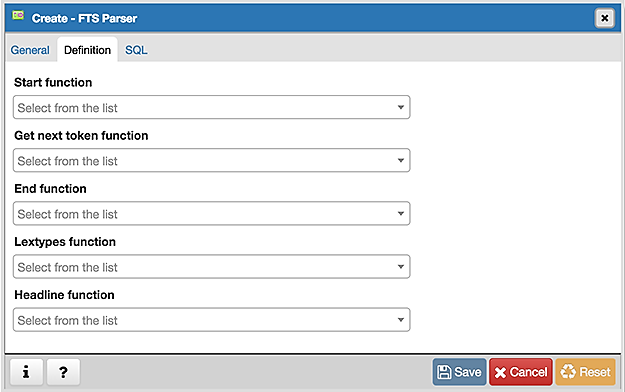 Create - FTS Parser
General Definition SQL
Start function
Select from the list
Get next token function
Select from the list
End function
Select from the list
Lextypes function
Select from the list
Headline function
Select from the list
i ? Save Cancel Reset